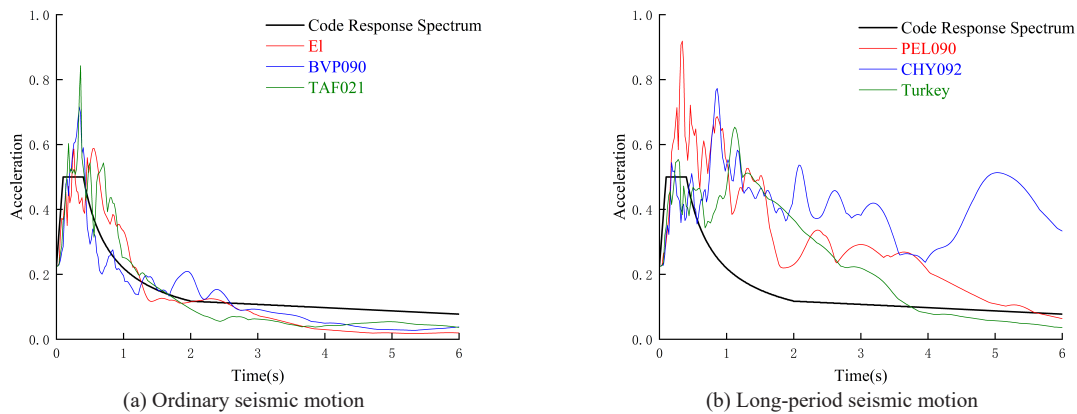 1.0
0.8
0.6
0.4
0.2
0.0
Acceleration
Code Response Spectrum
El
BVP090
TAF021
0 1 2 3 4 5 6
Time(s)
(a) Ordinary seismic motion
1.0
0.8
0.6
0.4
0.2
0.0
Acceleration
Code Response Spectrum
PEL090
CHY092
Turkey
0 1 2 3 4 5 6
Time(s)
(b) Long-period seismic motion